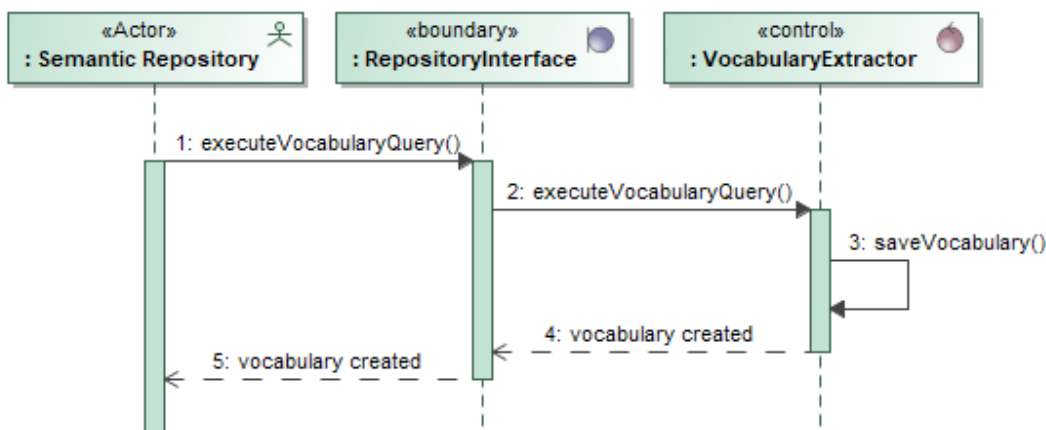 «Actor»
: Semantic Repository
«boundary»
: RepositoryInterface
«control»
: VocabularyExtractor
1: executeVocabularyQuery()
2: executeVocabularyQuery()
3: saveVocabulary()
4: vocabulary created
5: vocabulary created